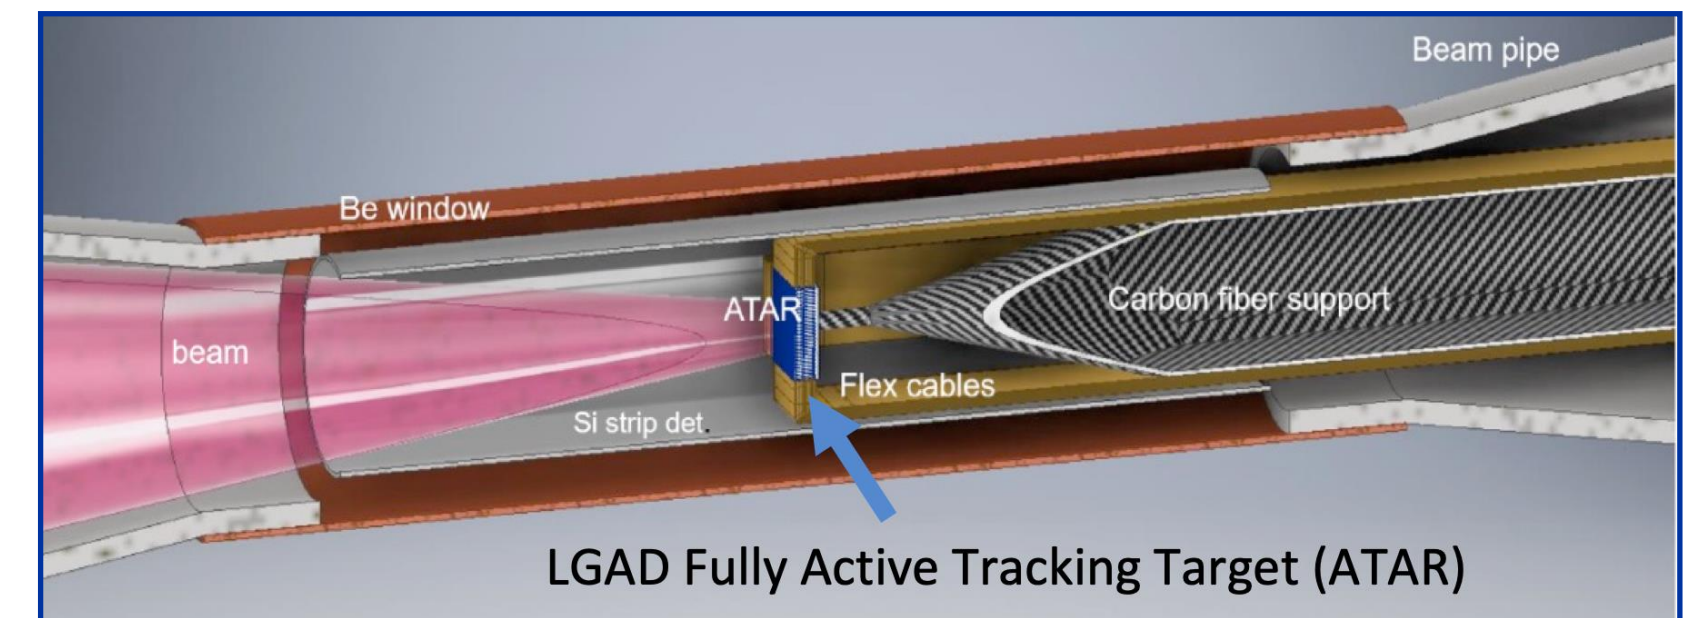 Beam pipe
Be window
ATAR
Carbon fiber support
beam
Flex cables
Si strip det.
LGAD Fully Active Tracking Target (ATAR)